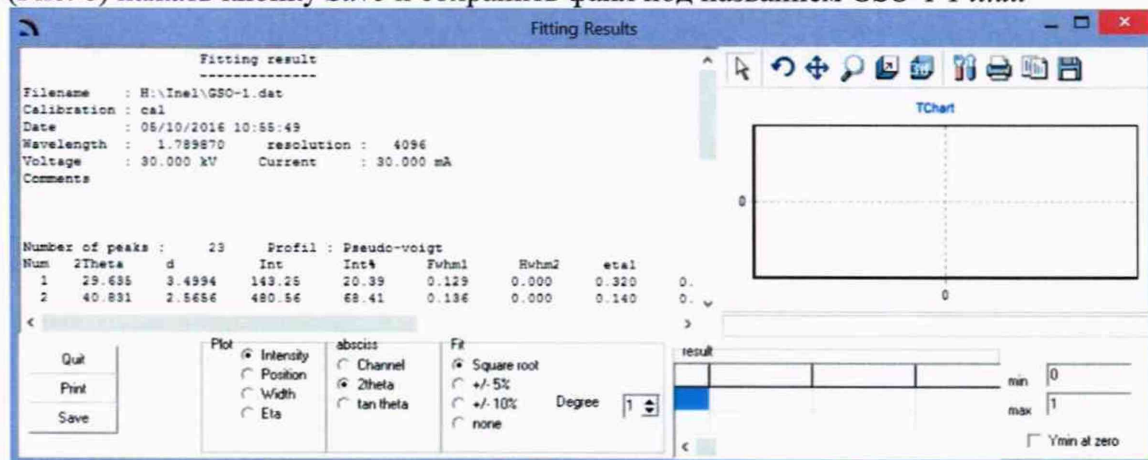 Fitting Results
Fitting result
--------------
Filename : H:\Inel\GSO-1.dat
Calibration : cal
Date : 05/10/2016 10:55:49
Wavelength : 1.789870 resolution : 4096
Voltage : 30.000 kV Current : 30.000 mA
Comments
Number of peaks : 23 Profil : Pseudo-voigt
Num 2Theta d Int Int% Fwhm1 Hwhm2 eta1
1 29.635 3.4994 143.25 20.39 0.129 0.000 0.320 0.
2 40.831 2.5656 480.56 68.41 0.136 0.000 0.140 0.
TChart
0
0
Quit
Print
Save
Plot
Intensity
Position
Width
Eta
absciss
Channel
2theta
tan theta
Fit
Square root
+/- 5%
+/- 10%
none
Degree 1
result
min 0
max 1
Ymin at zero